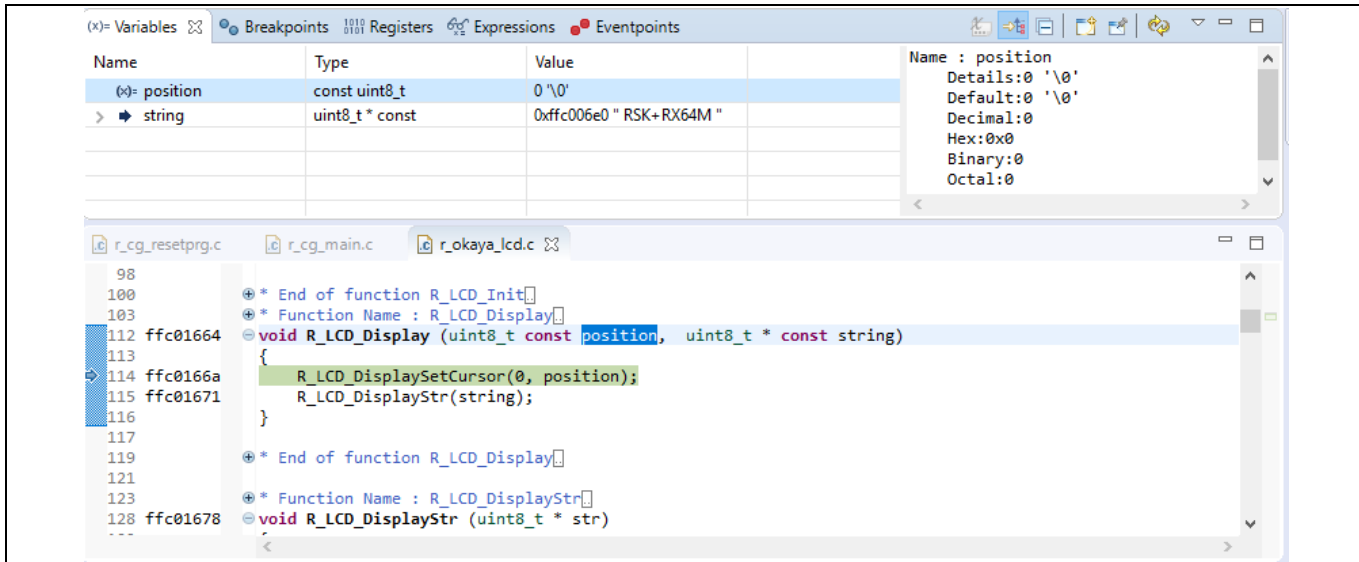 (x)= Variables Breakpoints Registers Expressions Eventpoints
Name Type Value
(x)= position const uint8_t 0 '\0'
string uint8_t * const 0xffc006e0 " RSK+RX64M "
Name : position
Details:0 '\0'
Default:0 '\0'
Decimal:0
Hex:0x0
Binary:0
Octal:0
r_cg_resetprg.c r_cg_main.c r_okaya_lcd.c
98
100 * End of function R_LCD_Init..
103 * Function Name : R_LCD_Display..
112 ffc01664 void R_LCD_Display (uint8_t const position, uint8_t * const string)
113 {
114 ffc0166a R_LCD_DisplaySetCursor(0, position);
115 ffc01671 R_LCD_DisplayStr(string);
116 }
117
119 * End of function R_LCD_Display..
121
123 * Function Name : R_LCD_DisplayStr..
128 ffc01678 void R_LCD_DisplayStr (uint8_t * str)